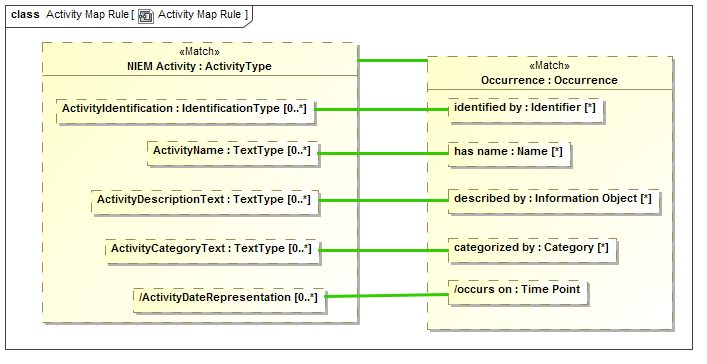 class Activity Map Rule [ Activity Map Rule ]
«Match»
NIEM Activity : ActivityType
ActivityIdentification : IdentificationType [0..*]
ActivityName : TextType [0..*]
ActivityDescriptionText : TextType [0..*]
ActivityCategoryText : TextType [0..*]
/ActivityDateRepresentation [0..*]
«Match»
Occurrence : Occurrence
identified by : Identifier [*]
has name : Name [*]
described by : Information Object [*]
categorized by : Category [*]
/occurs on : Time Point